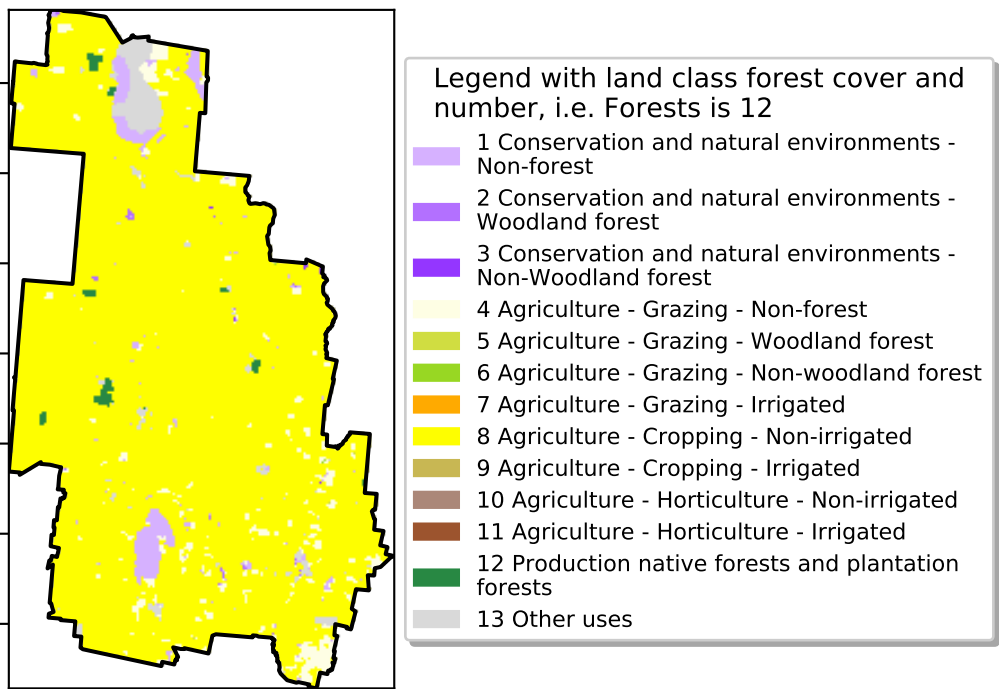 Legend with land class forest cover and
number, i.e. Forests is 12
1 Conservation and natural environments -
Non-forest
2 Conservation and natural environments -
Woodland forest
3 Conservation and natural environments -
Non-Woodland forest
4 Agriculture - Grazing - Non-forest
5 Agriculture - Grazing - Woodland forest
6 Agriculture - Grazing - Non-woodland forest
7 Agriculture - Grazing - Irrigated
8 Agriculture - Cropping - Non-irrigated
9 Agriculture - Cropping - Irrigated
10 Agriculture - Horticulture - Non-irrigated
11 Agriculture - Horticulture - Irrigated
12 Production native forests and plantation
forests
13 Other uses